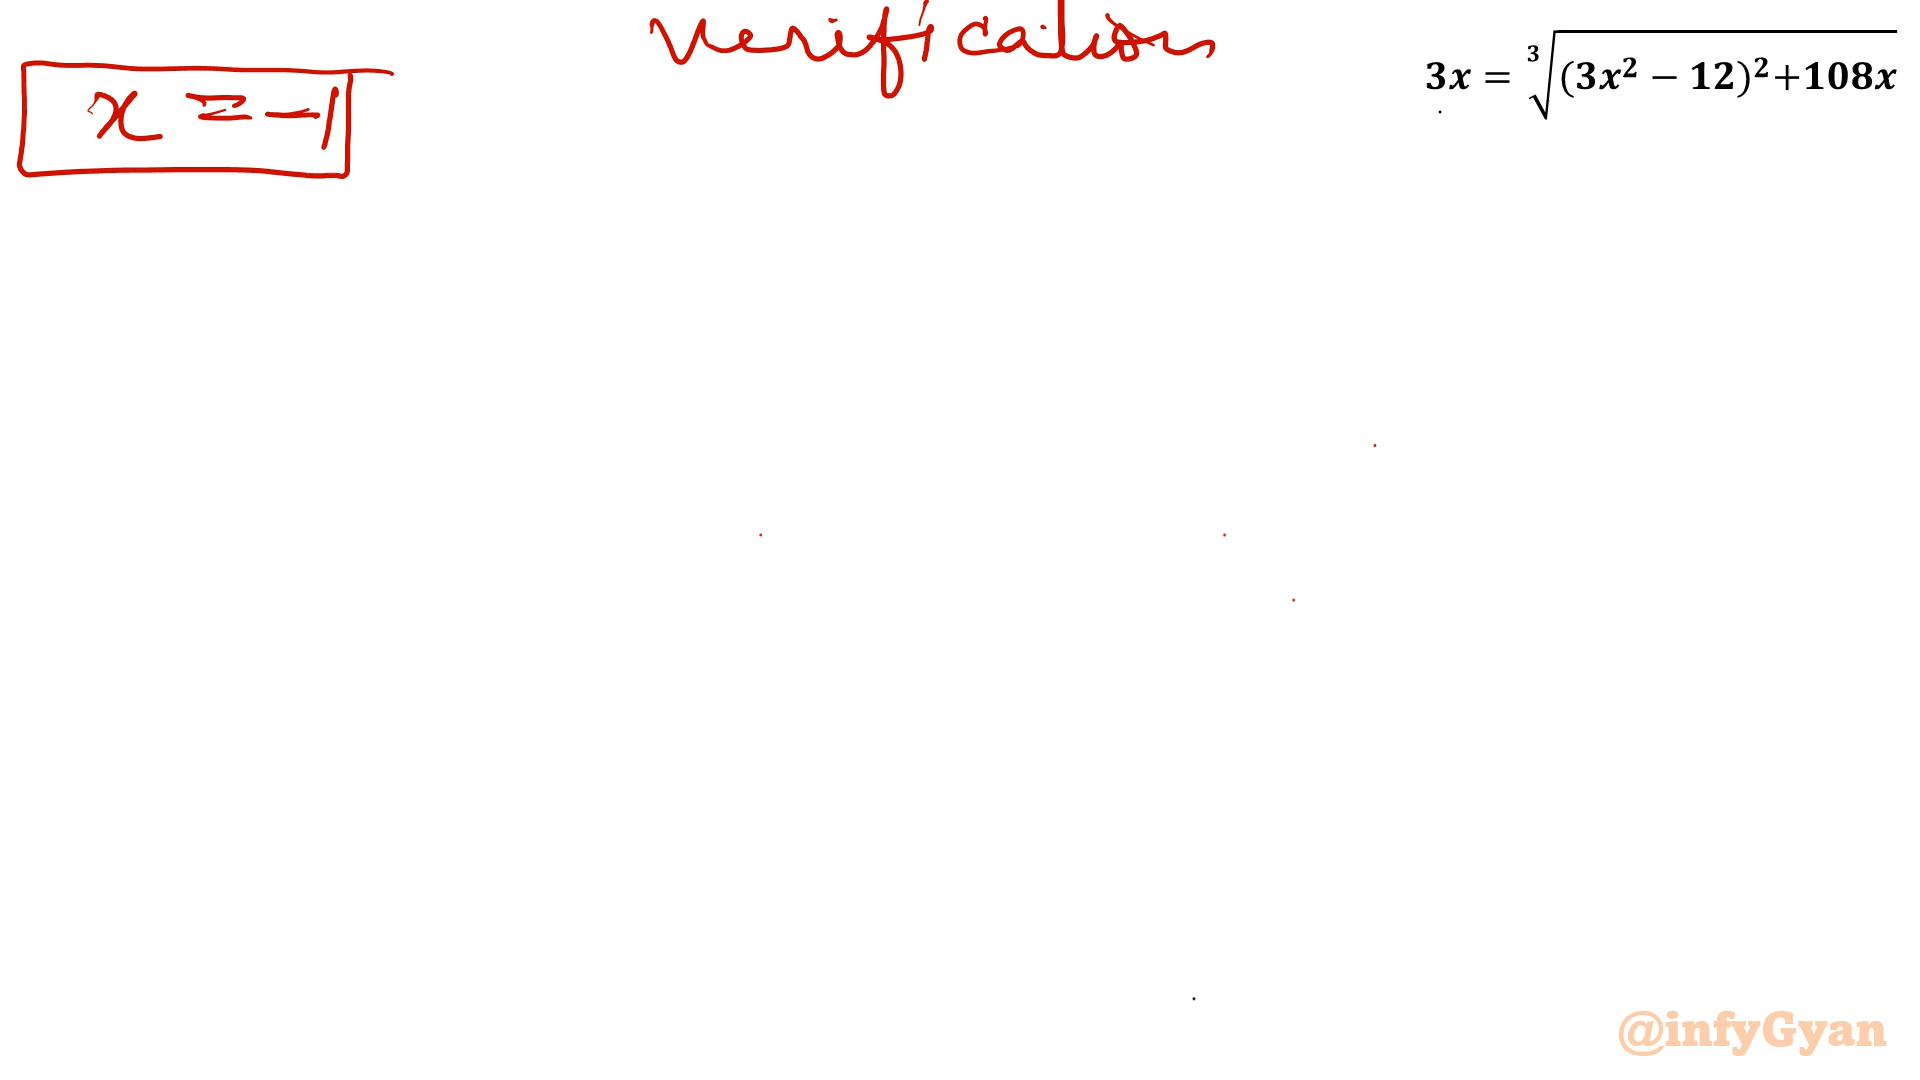 Verification
3x = ∛((3x² − 12)²+108x)
x = -1
@infyGyan